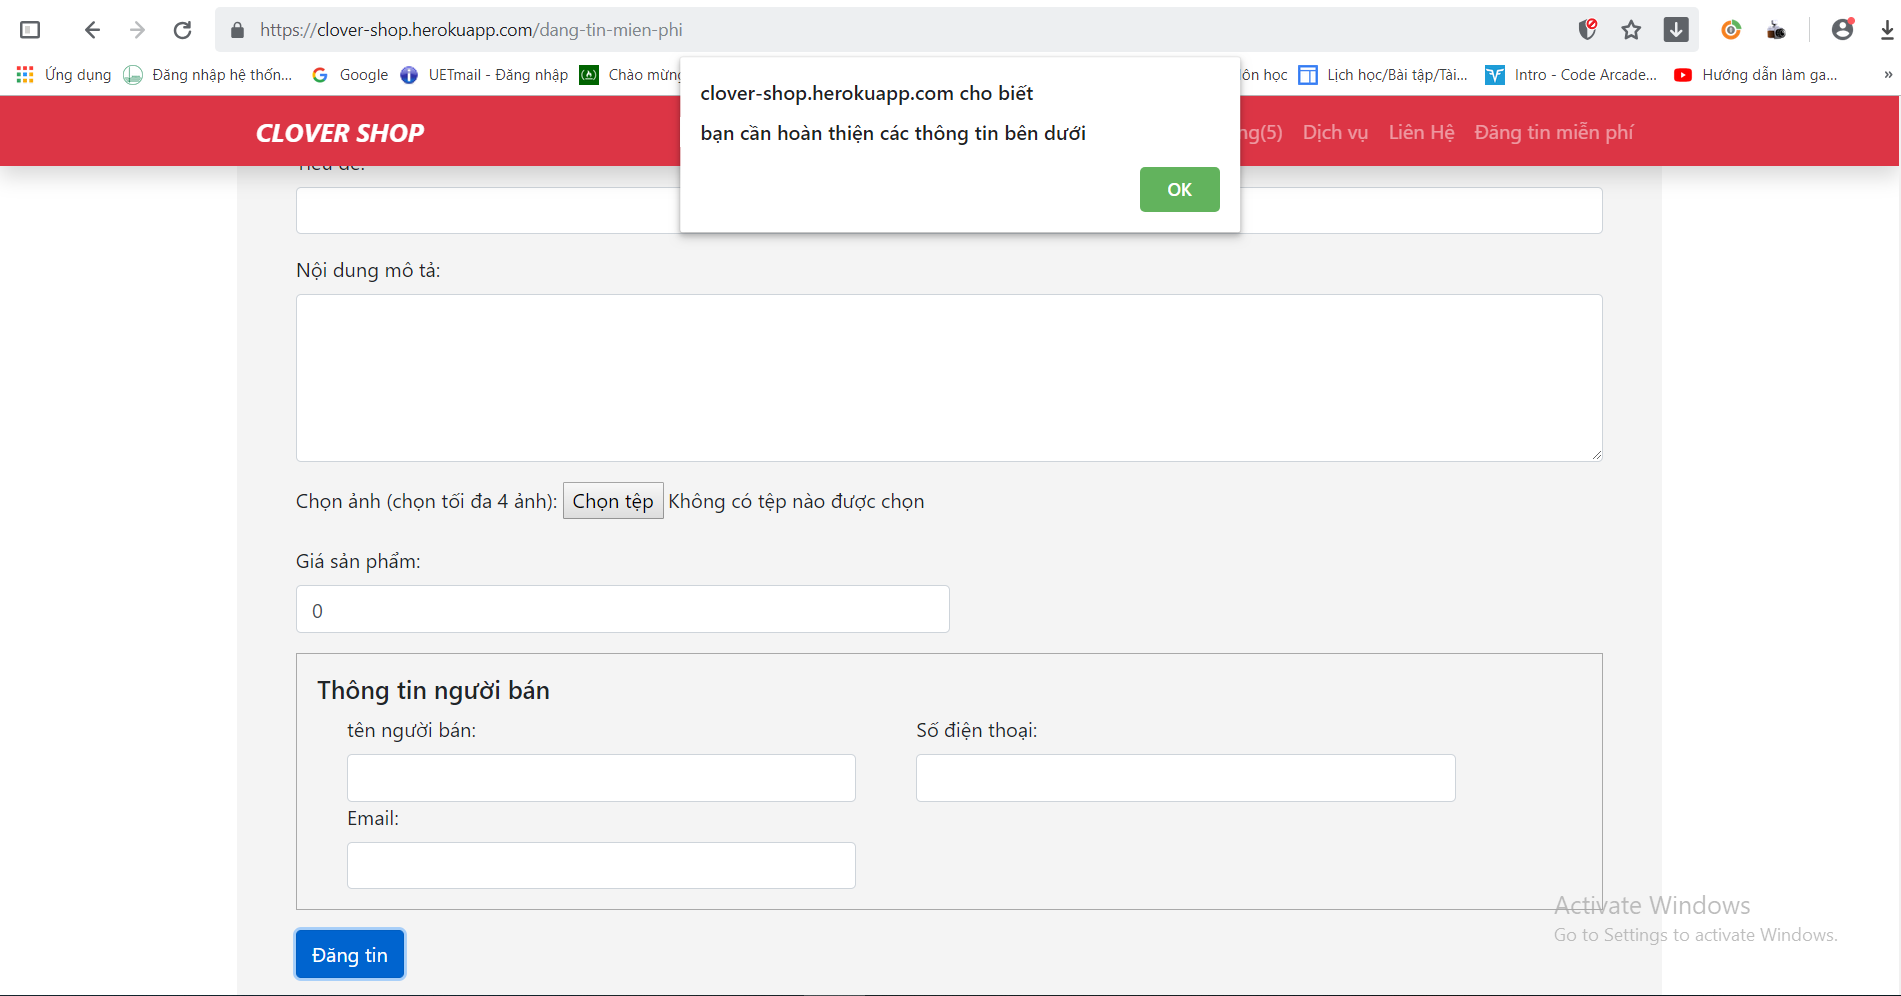 https://clover-shop.herokuapp.com/dang-tin-mien-phi
Ứng dụng Đăng nhập hệ thốn... Google UETmail - Đăng nhập Chào mừng ôn học Lịch học/Bài tập/Tài... Intro - Code Arcade... Hướng dẫn làm ga... »
clover-shop.herokuapp.com cho biết
bạn cần hoàn thiện các thông tin bên dưới
OK
CLOVER SHOP ng(5) Dịch vụ Liên Hệ Đăng tin miễn phí
Tiêu đề:
Nội dung mô tả:
Chọn ảnh (chọn tối đa 4 ảnh): Chọn tệp Không có tệp nào được chọn
Giá sản phẩm:
0
Thông tin người bán
tên người bán: Số điện thoại:
Email:
Đăng tin
Activate Windows
Go to Settings to activate Windows.